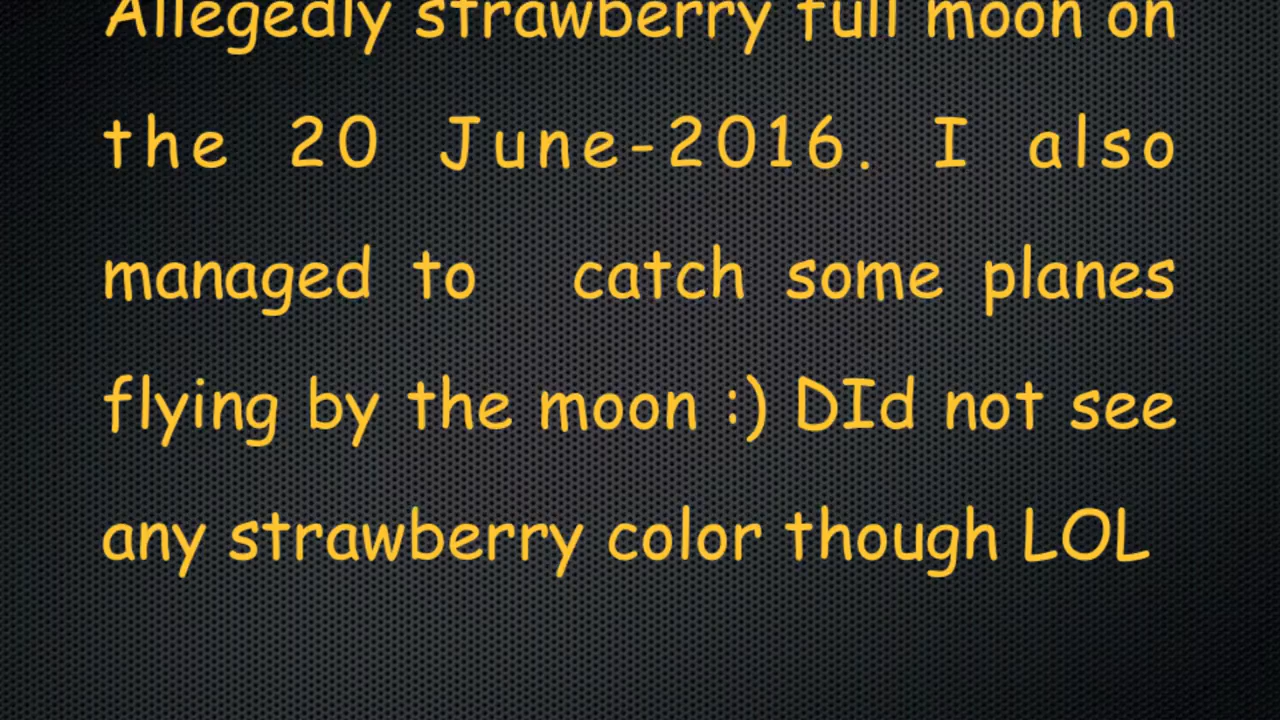 Allegedly strawberry full moon on
the 20 June-2016. I also
managed to catch some planes
flying by the moon :) DId not see
any strawberry color though LOL